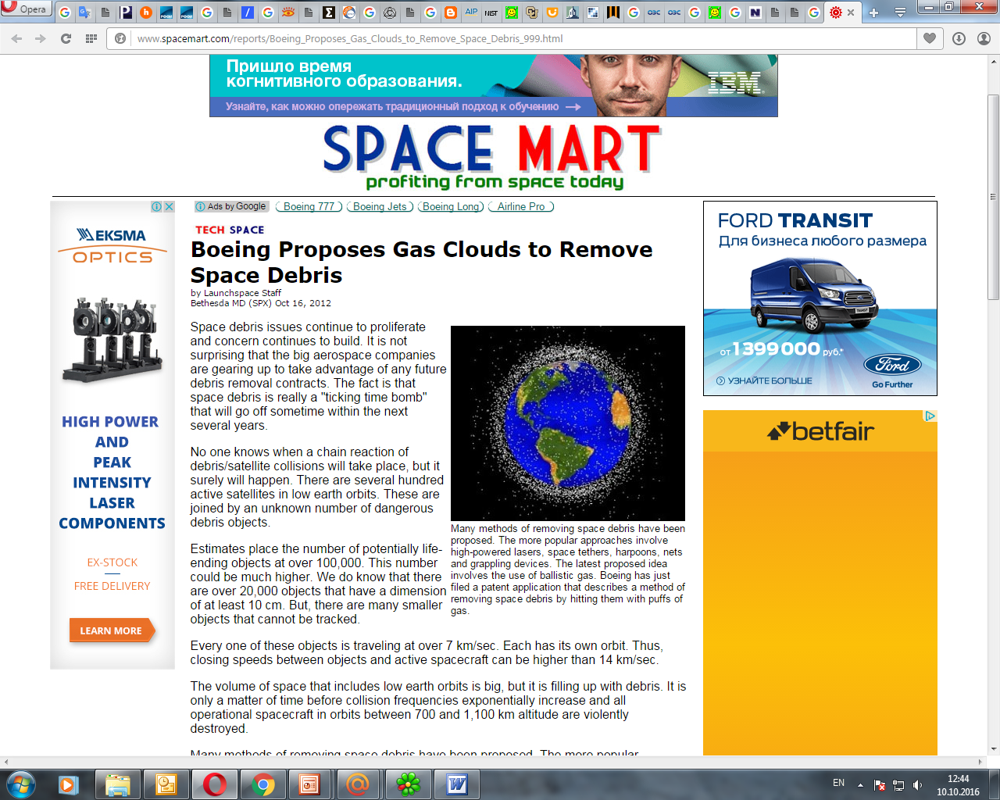 Opera
www.spacemart.com/reports/Boeing_Proposes_Gas_Clouds_to_Remove_Space_Debris_999.html
Пришло время
когнитивного образования.
Узнайте, как можно опережать традиционный подход к обучению
IBM
SPACE MART
profiting from space today
Ads by Google
Boeing 777
Boeing Jets
Boeing Long
Airline Pro
TECH SPACE
Boeing Proposes Gas Clouds to Remove
Space Debris
by Launchspace Staff
Bethesda MD (SPX) Oct 16, 2012
Space debris issues continue to proliferate
and concern continues to build. It is not
surprising that the big aerospace companies
are gearing up to take advantage of any future
debris removal contracts. The fact is that
space debris is really a "ticking time bomb"
that will go off sometime within the next
several years.
No one knows when a chain reaction of
debris/satellite collisions will take place, but it
surely will happen. There are several hundred
active satellites in low earth orbits. These are
joined by an unknown number of dangerous
debris objects.
Estimates place the number of potentially life-
ending objects at over 100,000. This number
could be much higher. We do know that there
are over 20,000 objects that have a dimension
of at least 10 cm. But, there are many smaller
objects that cannot be tracked.
Many methods of removing space debris have been
proposed. The more popular approaches involve
high-powered lasers, space tethers, harpoons, nets
and grappling devices. The latest proposed idea
involves the use of ballistic gas. Boeing has just
filed a patent application that describes a method of
removing space debris by hitting them with puffs of
gas.
Every one of these objects is traveling at over 7 km/sec. Each has its own orbit. Thus,
closing speeds between objects and active spacecraft can be higher than 14 km/sec.
The volume of space that includes low earth orbits is big, but it is filling up with debris. It is
only a matter of time before collision frequencies exponentially increase and all
operational spacecraft in orbits between 700 and 1,100 km altitude are violently
destroyed.
Many methods of removing space debris have been proposed. The more popular
EKSMA
OPTICS
HIGH POWER
AND
PEAK
INTENSITY
LASER
COMPONENTS
EX-STOCK
FREE DELIVERY
LEARN MORE
FORD TRANSIT
Для бизнеса любого размера
TRANSIT
от 1 399 000 руб.*
УЗНАЙТЕ БОЛЬШЕ
Ford
Go Further
betfair
EN
12:44
10.10.2016